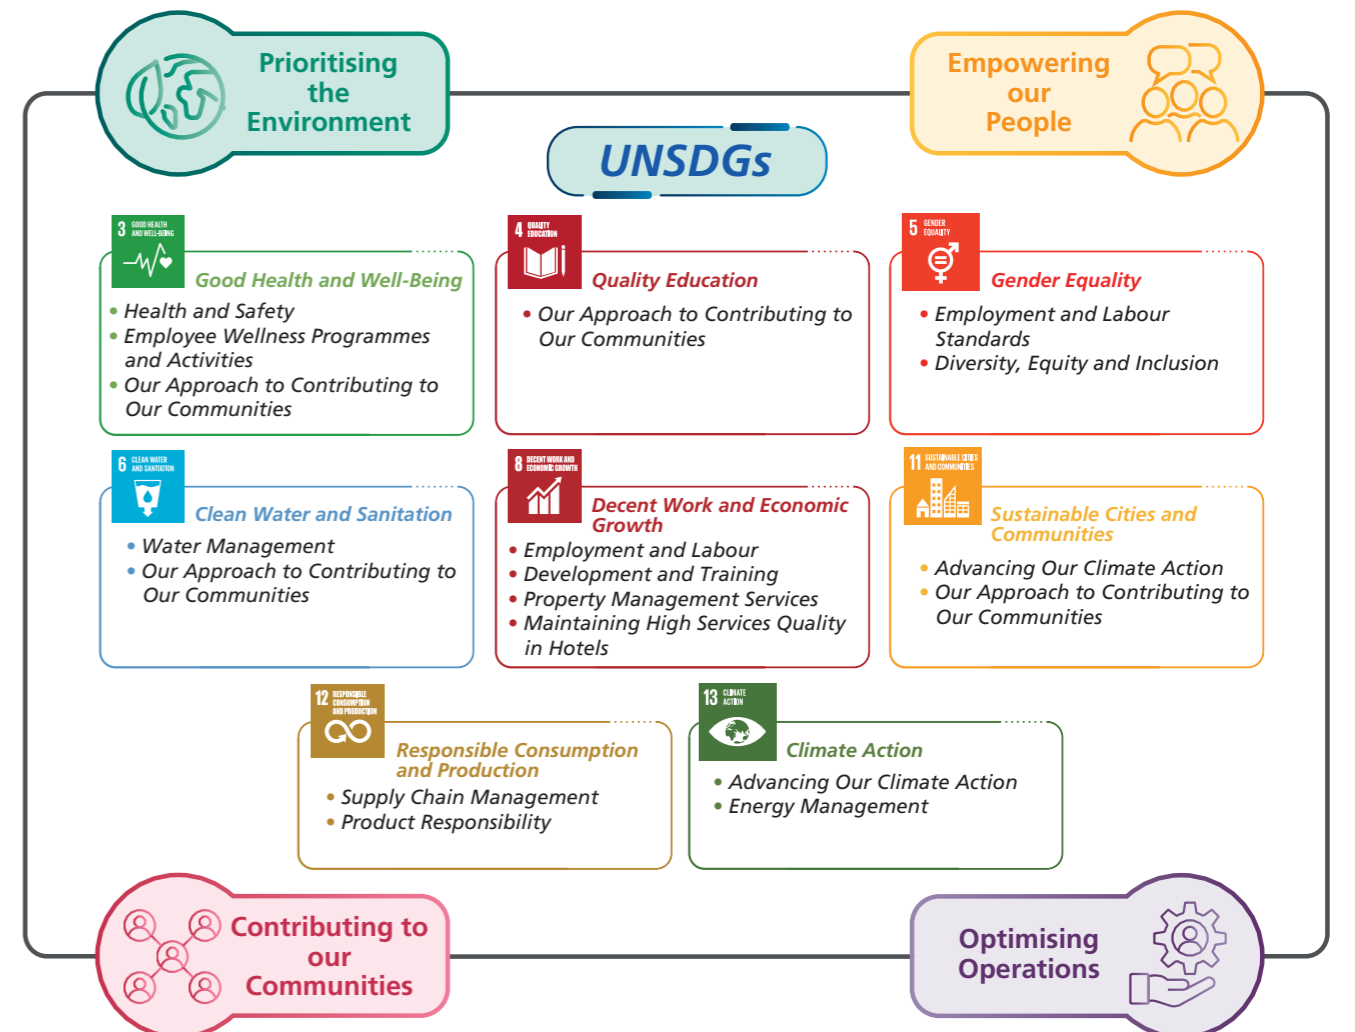 Prioritising
the
Environment
Empowering
our
People
UNSDGs
3 GOOD HEALTH
AND WELL-BEING
Good Health and Well-Being
• Health and Safety
• Employee Wellness Programmes
and Activities
• Our Approach to Contributing to
Our Communities
4 QUALITY
EDUCATION
Quality Education
• Our Approach to Contributing to
Our Communities
5 GENDER
EQUALITY
Gender Equality
• Employment and Labour
Standards
• Diversity, Equity and Inclusion
6 CLEAN WATER
AND SANITATION
Clean Water and Sanitation
• Water Management
• Our Approach to Contributing to
Our Communities
8 DECENT WORK AND
ECONOMIC GROWTH
Decent Work and Economic
Growth
• Employment and Labour
• Development and Training
• Property Management Services
• Maintaining High Services Quality
in Hotels
11 SUSTAINABLE CITIES
AND COMMUNITIES
Sustainable Cities and
Communities
• Advancing Our Climate Action
• Our Approach to Contributing to
Our Communities
12 RESPONSIBLE
CONSUMPTION
AND PRODUCTION
Responsible Consumption
and Production
• Supply Chain Management
• Product Responsibility
13 CLIMATE
ACTION
Climate Action
• Advancing Our Climate Action
• Energy Management
Contributing to
our
Communities
Optimising
Operations